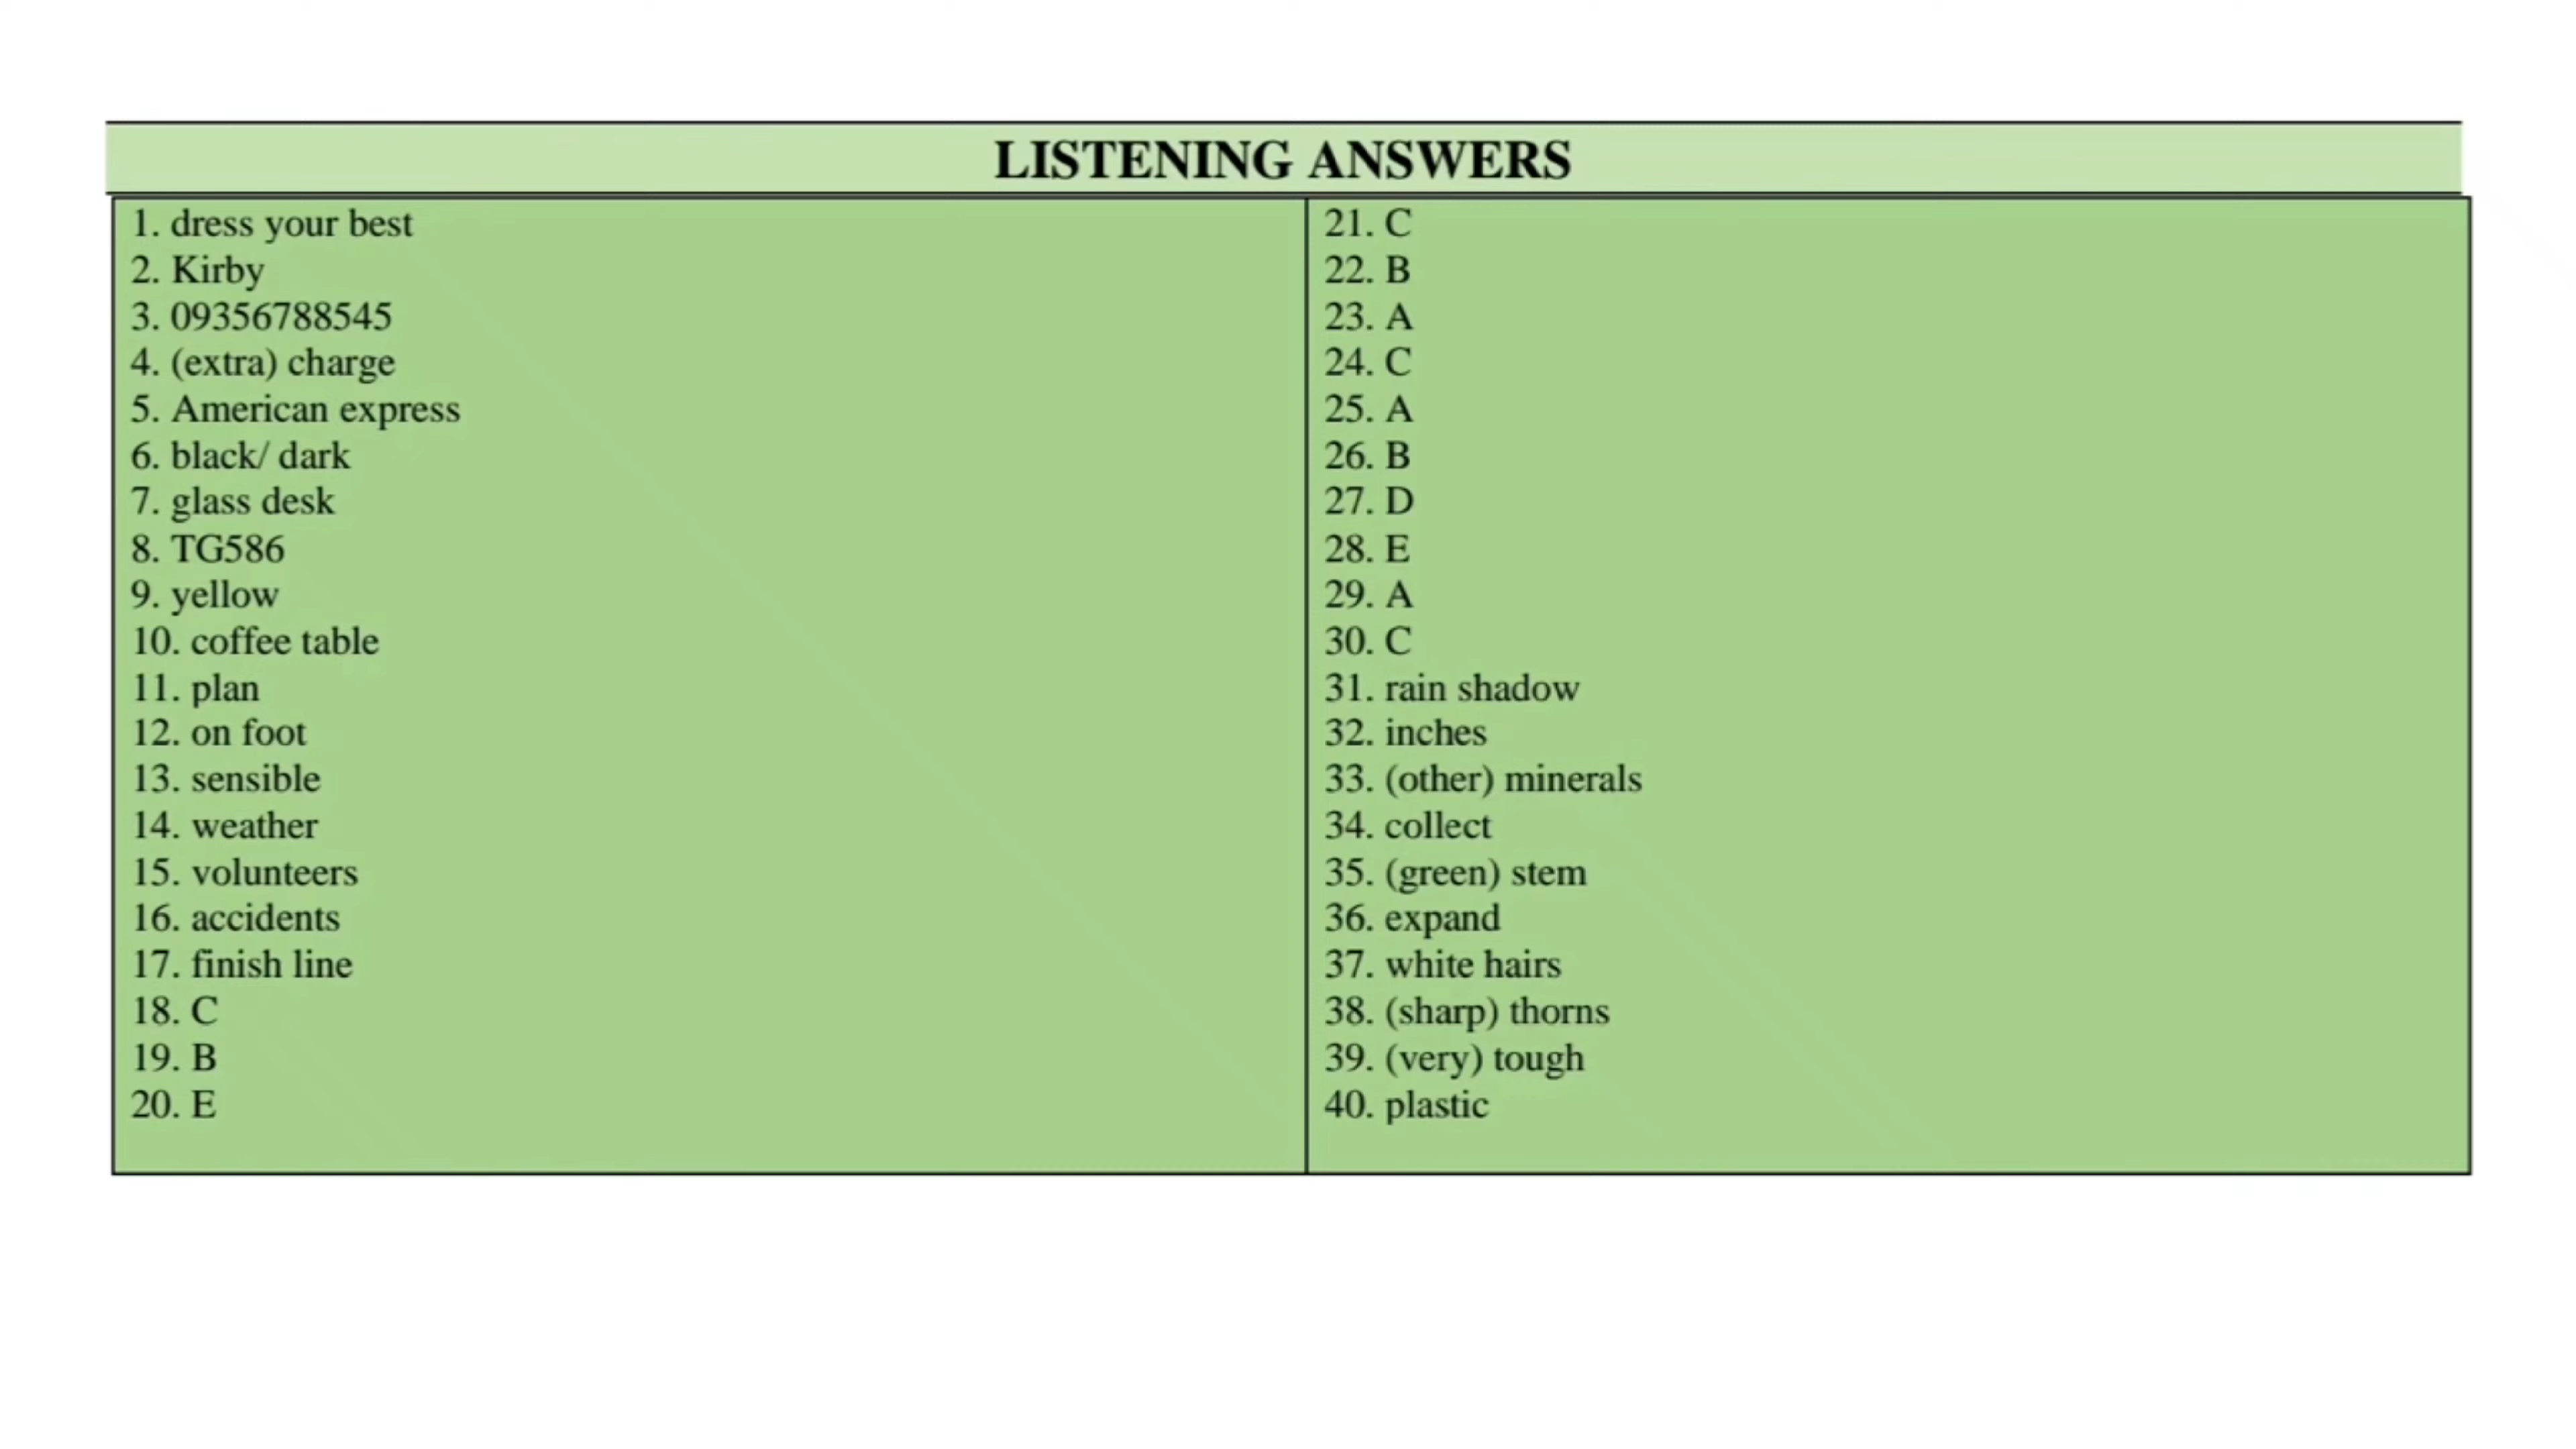 LISTENING ANSWERS
1. dress your best
2. Kirby
3. 09356788545
4. (extra) charge
5. American express
6. black/ dark
7. glass desk
8. TG586
9. yellow
10. coffee table
11. plan
12. on foot
13. sensible
14. weather
15. volunteers
16. accidents
17. finish line
18. C
19. B
20. E
21. C
22. B
23. A
24. C
25. A
26. B
27. D
28. E
29. A
30. C
31. rain shadow
32. inches
33. (other) minerals
34. collect
35. (green) stem
36. expand
37. white hairs
38. (sharp) thorns
39. (very) tough
40. plastic